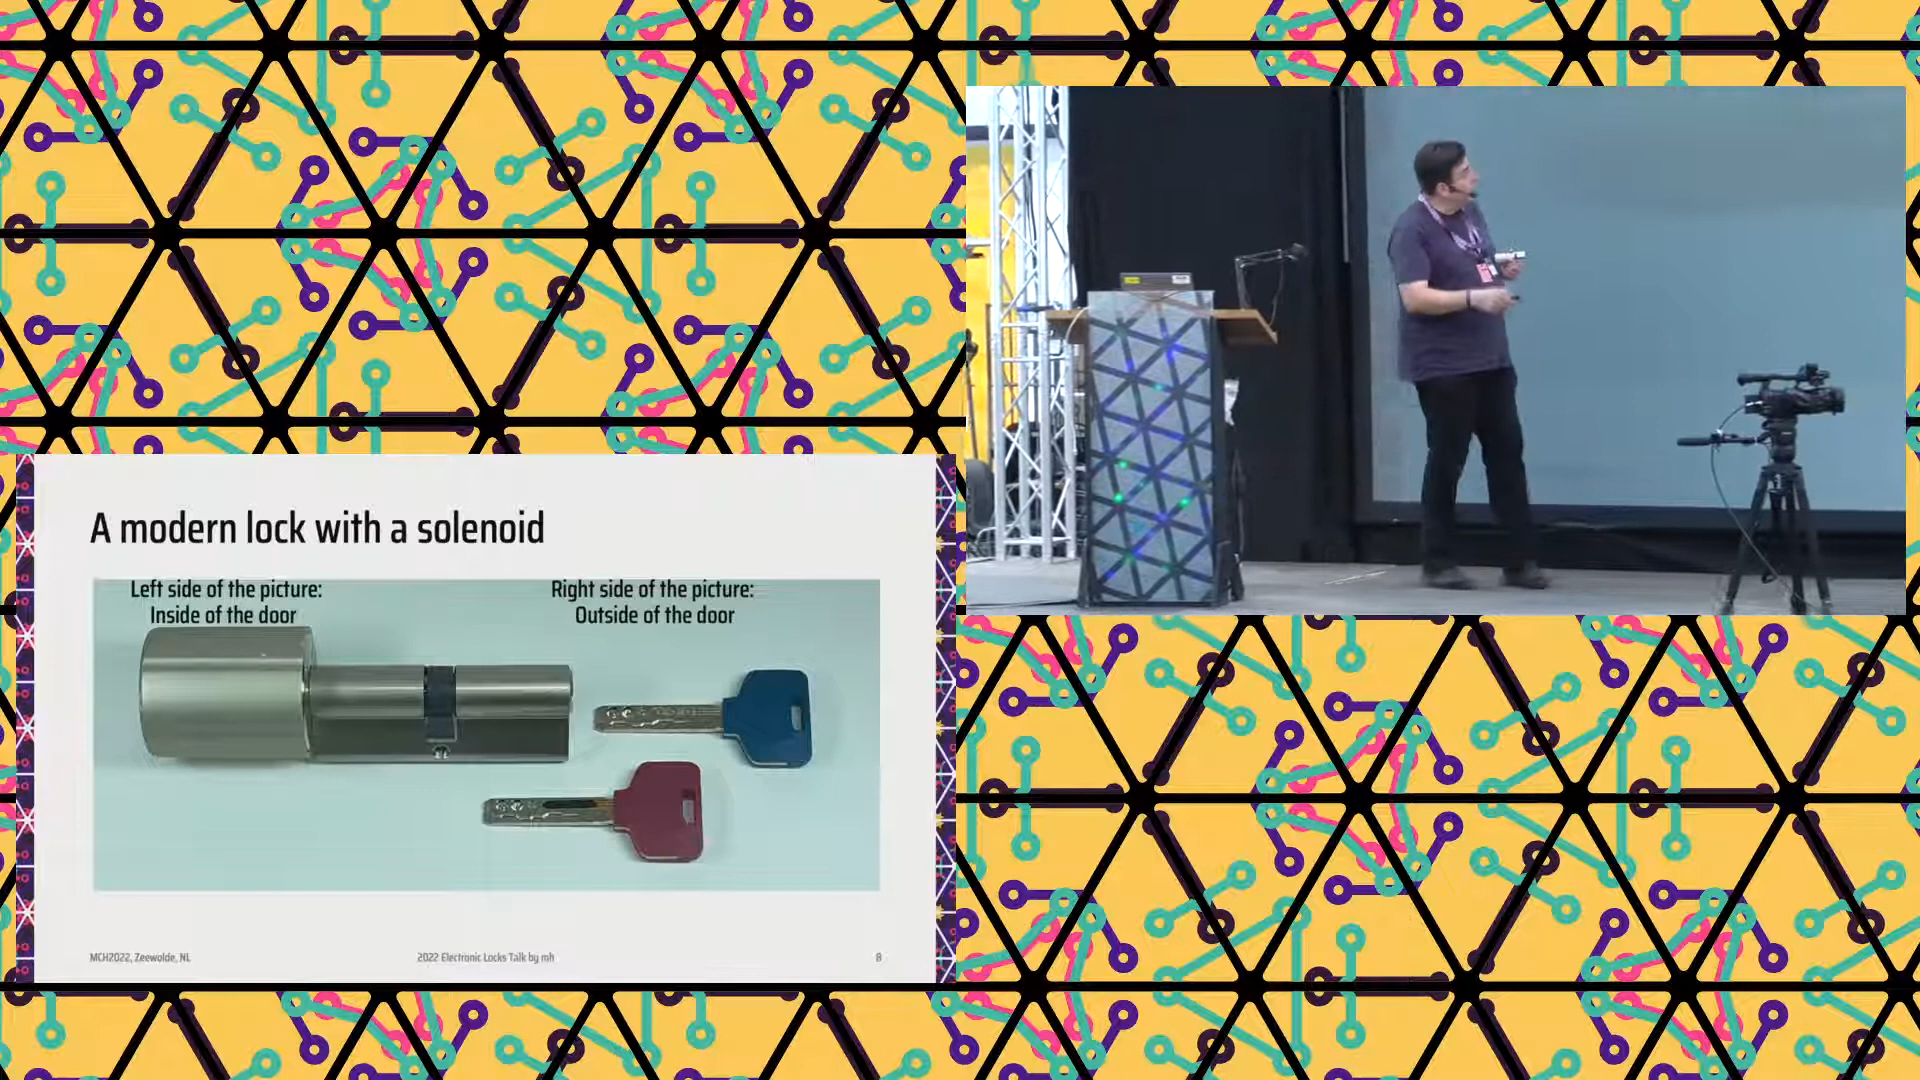 A modern lock with a solenoid
Left side of the picture:
Inside of the door
Right side of the picture:
Outside of the door
MCH2022, Zeewolde, NL
2022 Electronic Locks Talk by mh
8